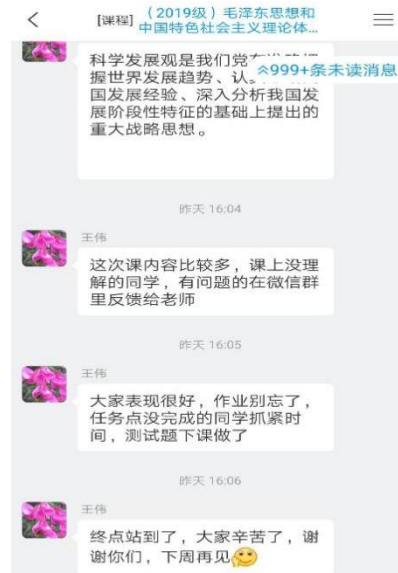 [课程] （2019级）毛泽东思想和
中国特色社会主义理论体...
科学发展观是我们党
999+条未读消息
握世界发展趋势、认
国发展经验、深入分析我国发
展阶段性特征的基础上提出的
重大战略思想。
昨天 16:04
王伟
这次课内容比较多，课上没理
解的同学，有问题的在微信群
里反馈给老师
昨天 16:05
王伟
大家表现很好，作业别忘了，
任务点没完成的同学抓紧时
间，测试题下课做了
昨天 16:06
王伟
终点站到了，大家辛苦了，谢
谢你们，下周再见